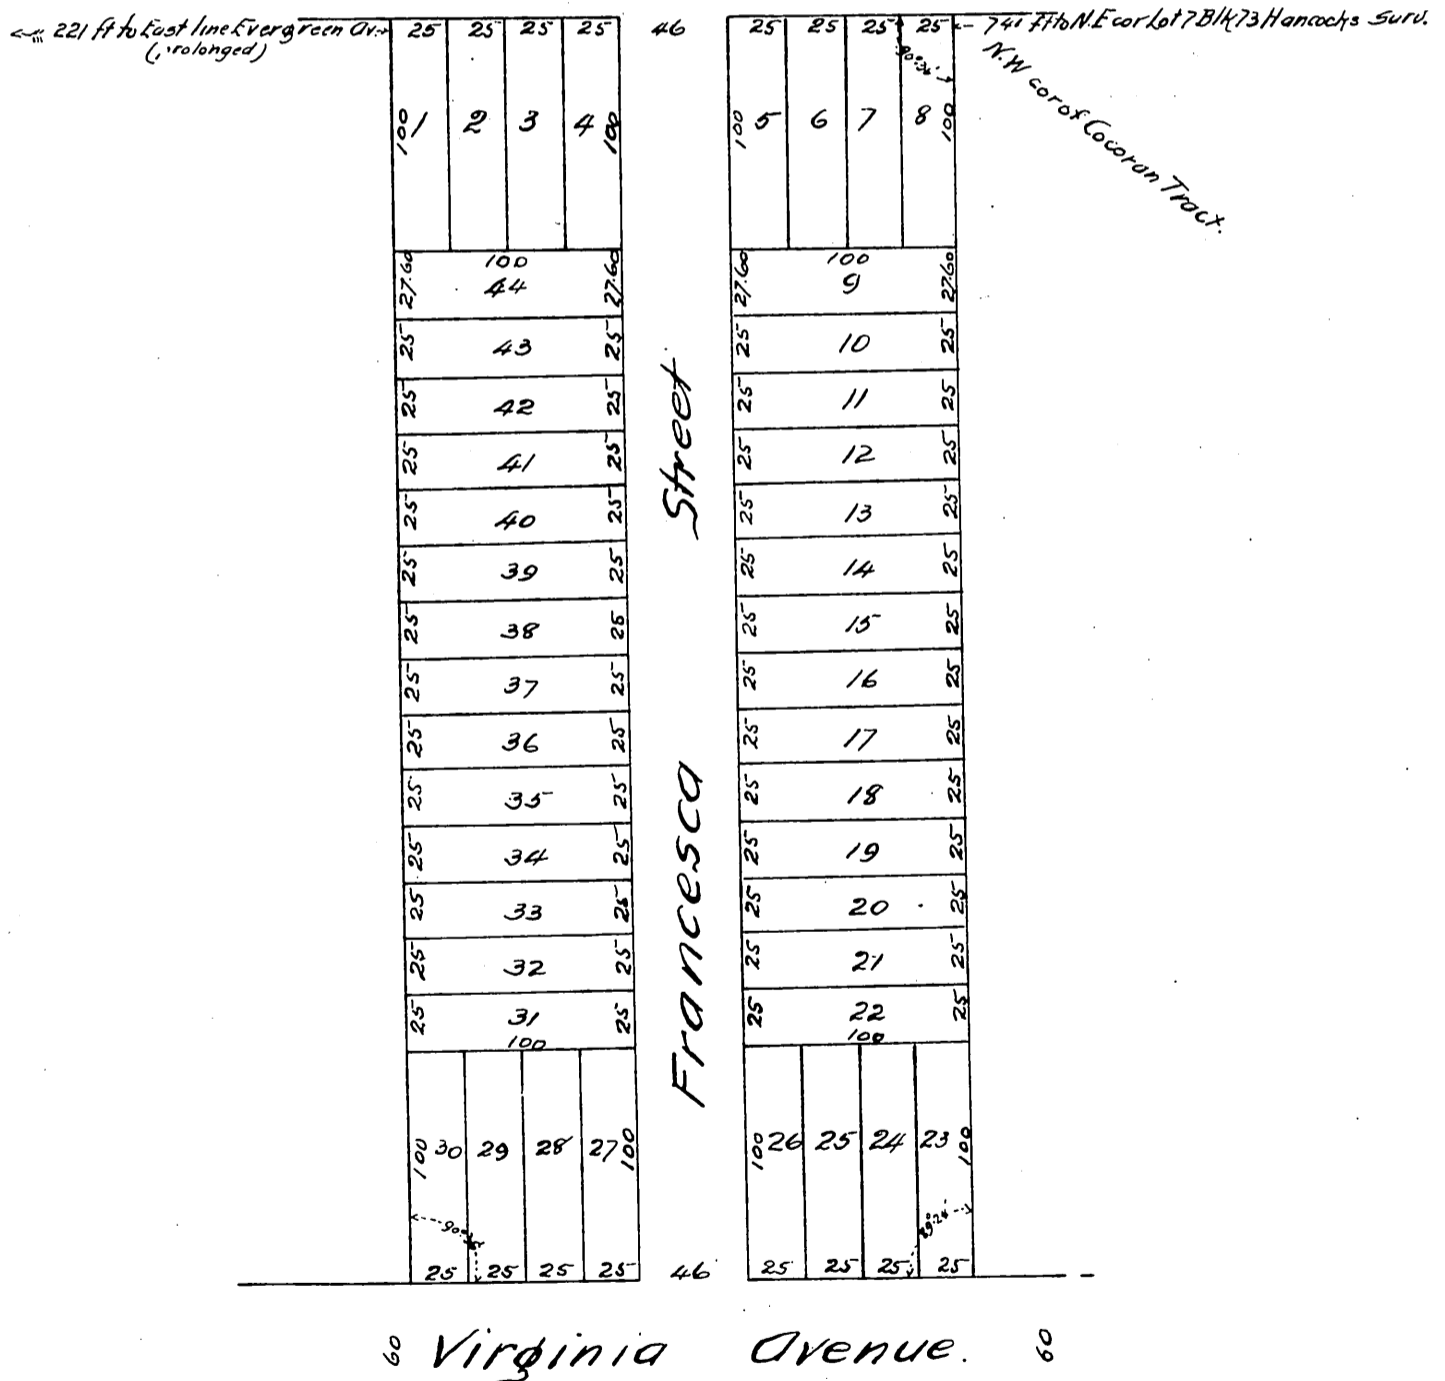 221 ft to East line Evergreen Av.
25 25 25 25 46 25 25 25 25
741 Ft to N.E cor Lot 7 Blk 73 Hancocks Surv.
N.W cor of Cocoran Tract.
90°:36'
100 1 2 3 4 100
100 5 6 7 8 100
100
27.60 44 27.60
100
27.60 9 27.60
25 43 25
25 10 25
25 42 25
25 11 25
25 41 25
25 12 25
25 40 25
25 13 25
25 39 25
25 14 25
25 38 25
25 15 25
25 37 25
25 16 25
25 36 25
25 17 25
25 35 25
25 18 25
25 34 25
25 19 25
25 33 25
25 20 25
25 32 25
25 21 25
25 31 25
100
25 22 25
100
Francesca Street
100 30 29 28 27 100
100 26 25 24 23 100
90°:36'
89°:24'
25 25 25 25 46 25 25 25 25
60 Virginia Avenue. 60